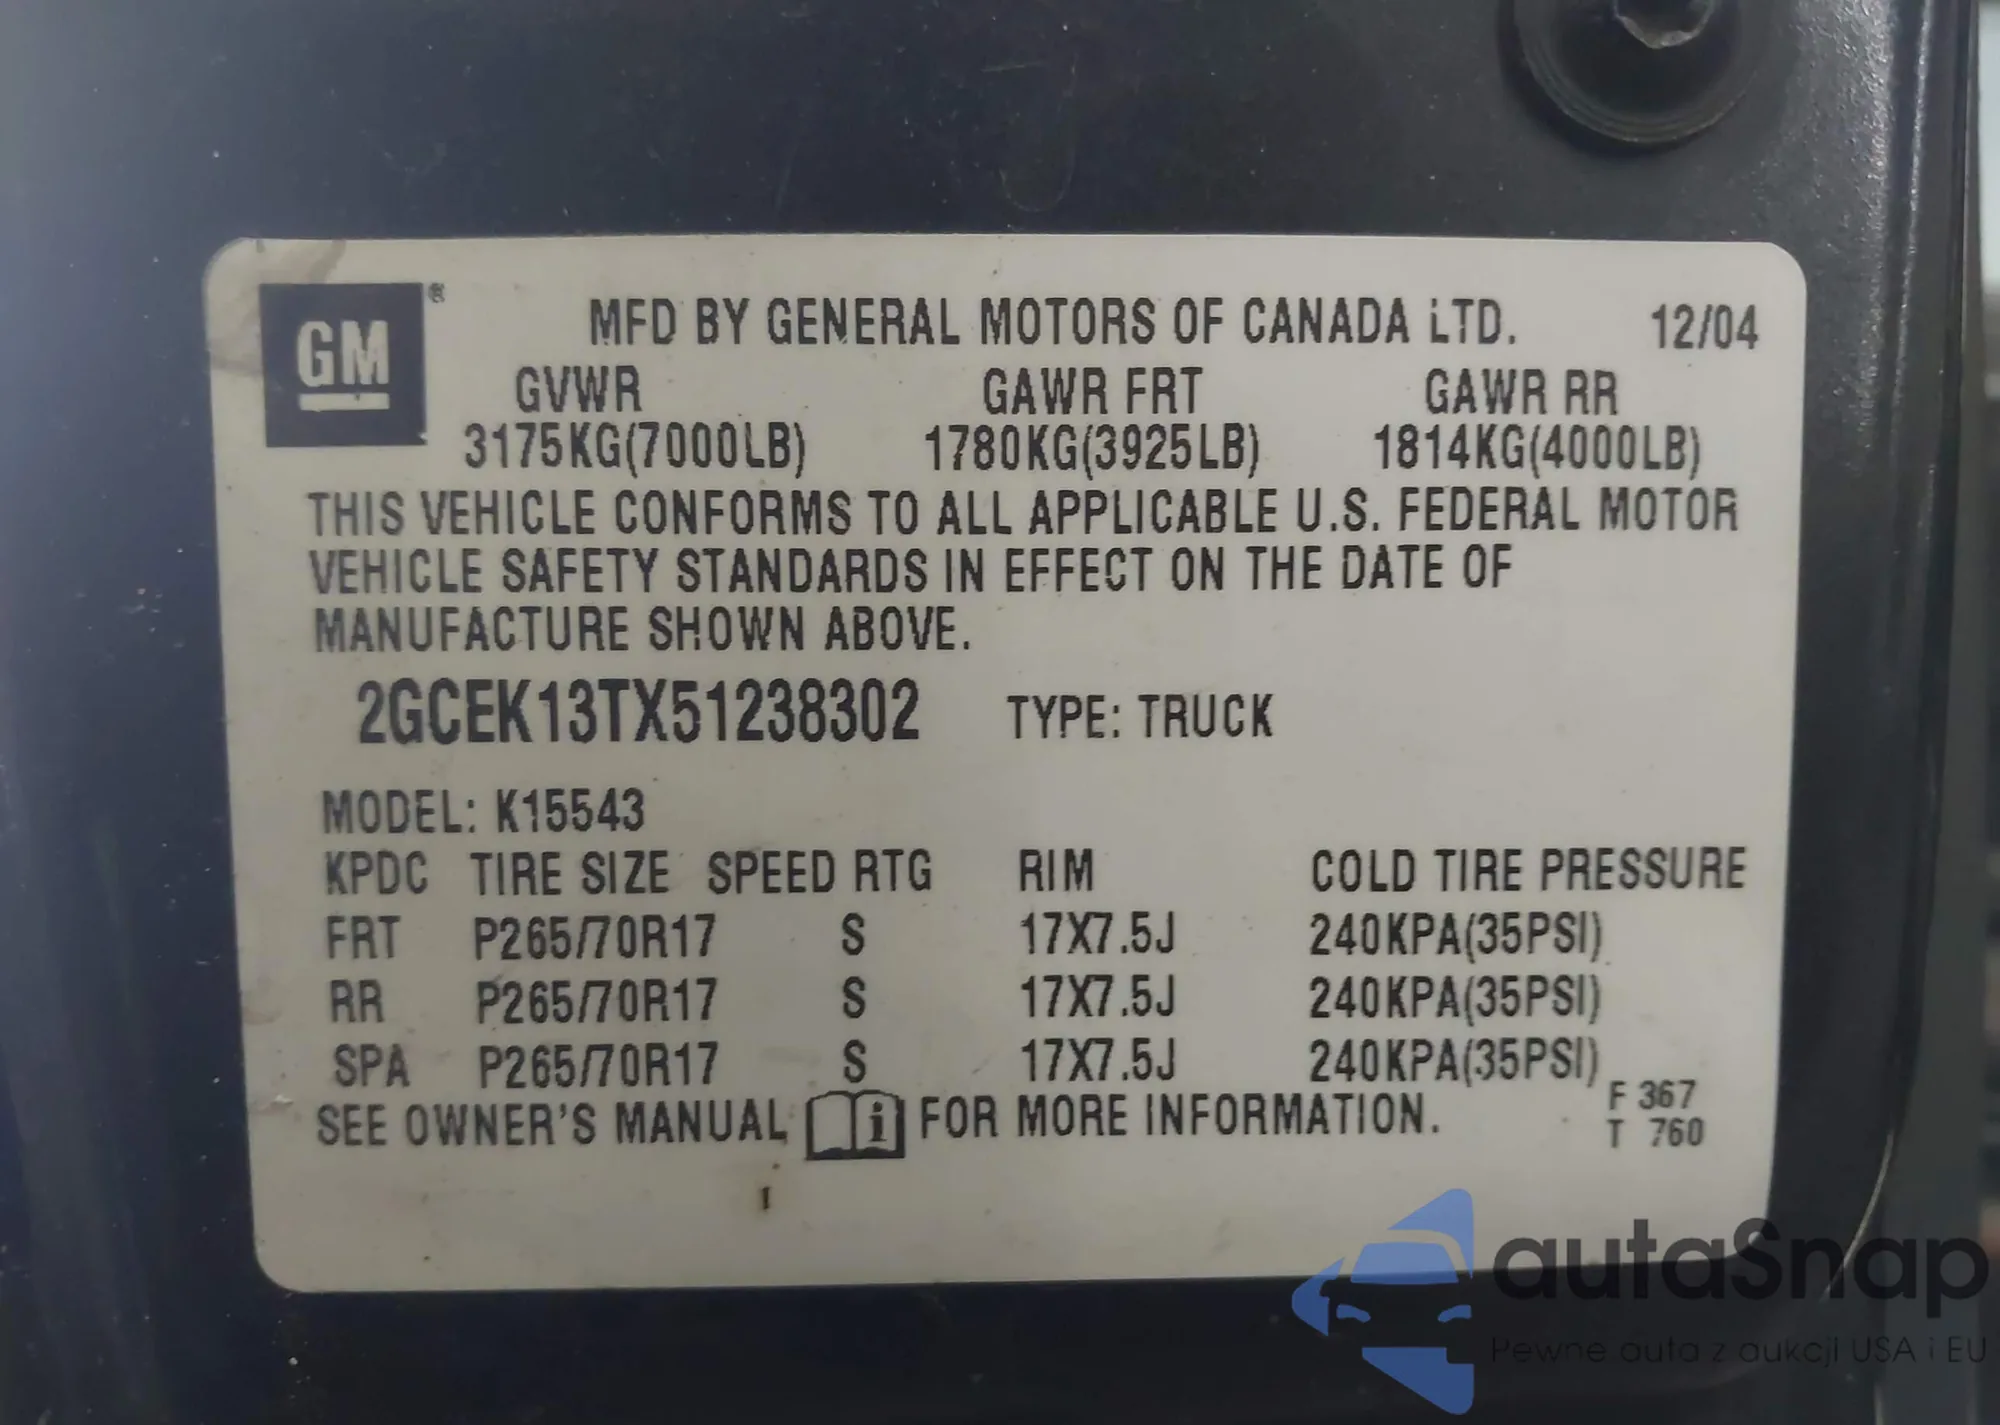 GM®
MFD BY GENERAL MOTORS OF CANADA LTD. 12/04
GVWR GAWR FRT GAWR RR
3175KG(7000LB) 1780KG(3925LB) 1814KG(4000LB)
THIS VEHICLE CONFORMS TO ALL APPLICABLE U.S. FEDERAL MOTOR
VEHICLE SAFETY STANDARDS IN EFFECT ON THE DATE OF
MANUFACTURE SHOWN ABOVE.
2GCEK13TX51238302 TYPE: TRUCK
MODEL: K15543
KPDC TIRE SIZE SPEED RTG RIM COLD TIRE PRESSURE
FRT P265/70R17 S 17X7.5J 240KPA(35PSI)
RR P265/70R17 S 17X7.5J 240KPA(35PSI)
SPA P265/70R17 S 17X7.5J 240KPA(35PSI)
SEE OWNER'S MANUAL i FOR MORE INFORMATION.
F 367
T 760
autaSnap
Pewne auta z aukcji USA i EU